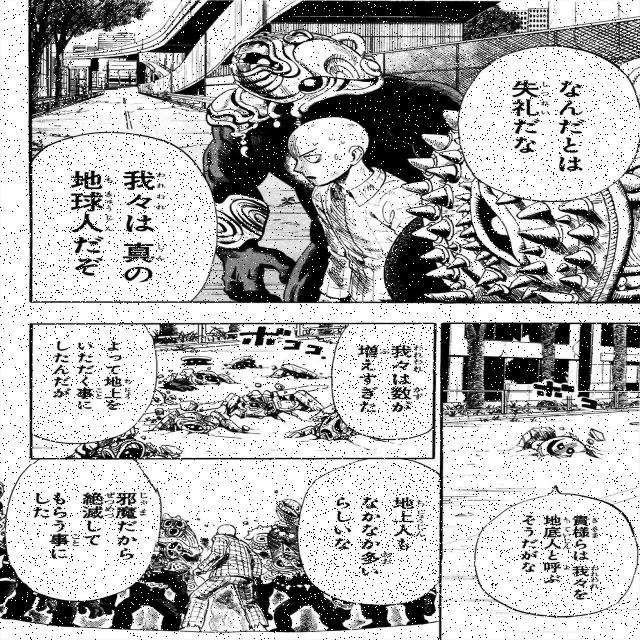 なんだとは
失礼だな
我々は真の
地球人だぞ
ボコ
貴様らは我々を
地底人と呼ぶ
そうだがな
ボコココ
我々は数が
増えすぎた
よって地上を
いただく事に
したんだが
地上人も
なかなか多い
らしいな
邪魔だから
絶滅して
もらう事に
した